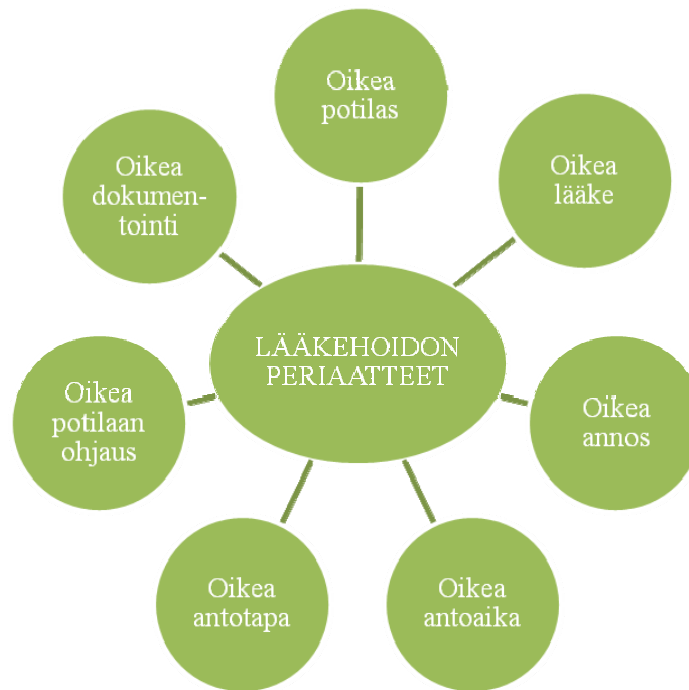 Oikea
potilas
Oikea
lääke
Oikea
annos
Oikea
antoaika
Oikea
antotapa
Oikea
potilaan
ohjaus
Oikea
dokumen-
tointi
LÄÄKEHOIDON
PERIAATTEET